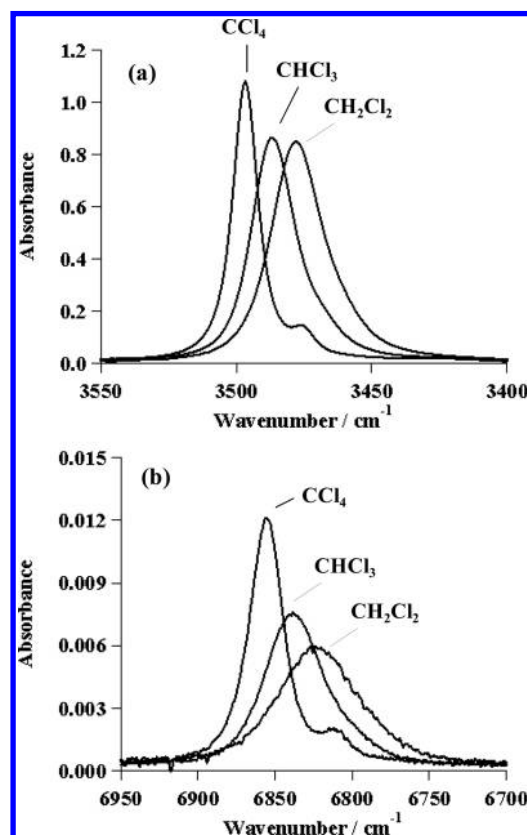 CCl4
(a)
CHCl3
CH2Cl2
1.2
1.0
0.8
0.6
0.4
0.2
0.0
Absorbance
3550
3500
3450
3400
Wavenumber / cm-1
(b)
CCl4
CHCl3
CH2Cl2
0.015
0.012
0.009
0.006
0.003
0.000
Absorbance
6950
6900
6850
6800
6750
6700
Wavenumber / cm-1